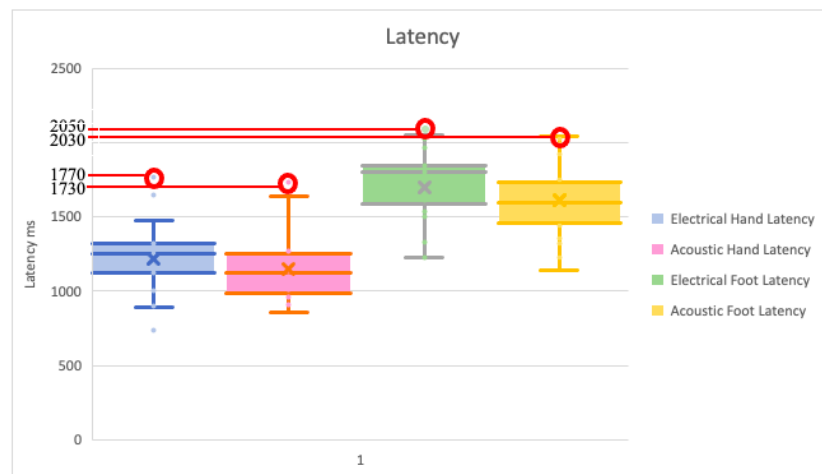 Latency
2500
2050
2030
1770
1730
1500
1000
500
0
Latency ms
1
Electrical Hand Latency
Acoustic Hand Latency
Electrical Foot Latency
Acoustic Foot Latency